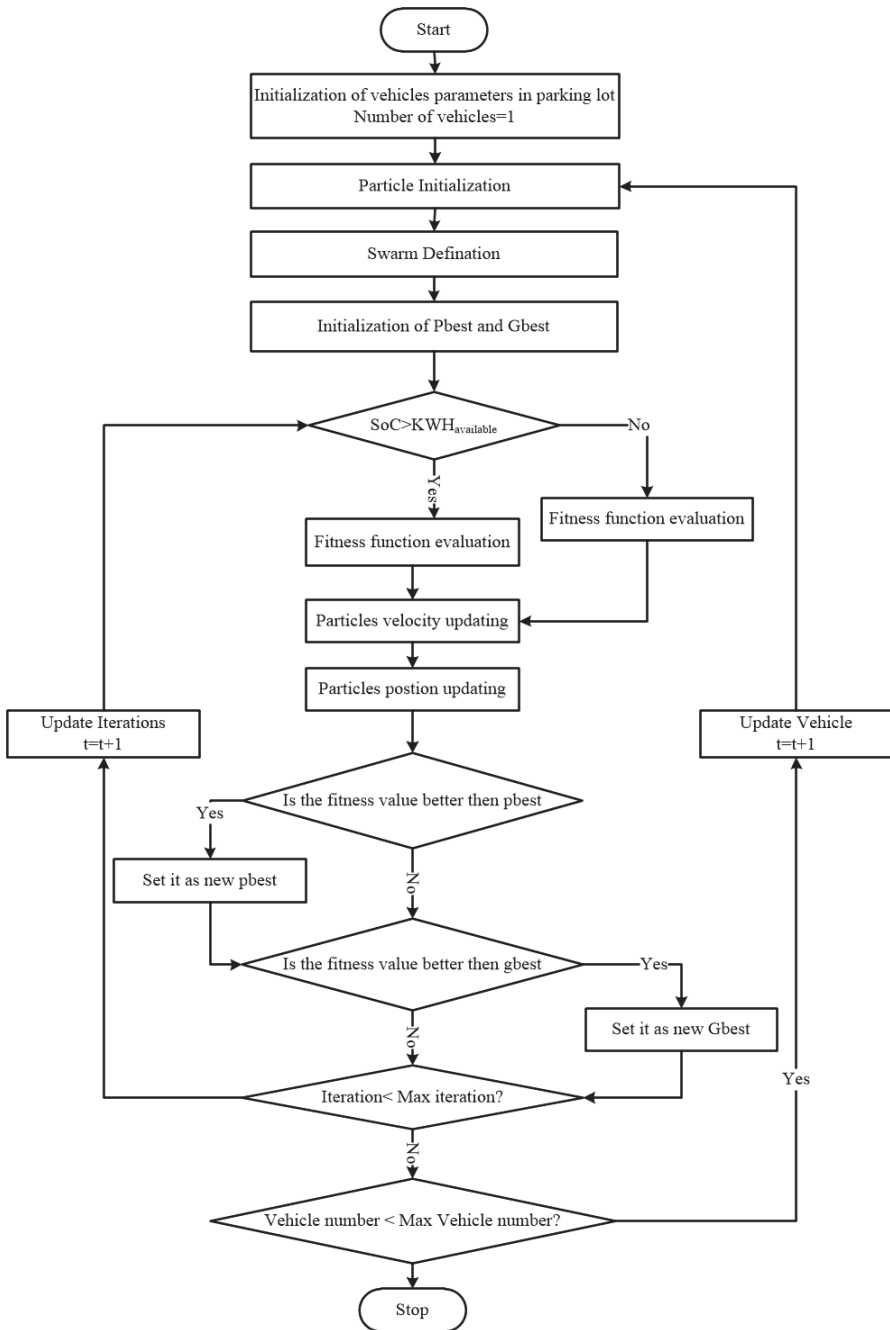 Start
Initialization of vehicles parameters in parking lot
Number of vehicles=1
Particle Initialization
Swarm Defination
Initialization of Pbest and Gbest
SoC>KWHavailable
No
Yes
Fitness function evaluation
Fitness function evaluation
Particles velocity updating
Particles postion updating
Update Iterations
t=t+1
Update Vehicle
t=t+1
Is the fitness value better then pbest
Yes
Set it as new pbest
No
Is the fitness value better then gbest
Yes
Set it as new Gbest
No
Iteration< Max iteration?
Yes
No
Vehicle number < Max Vehicle number?
Stop